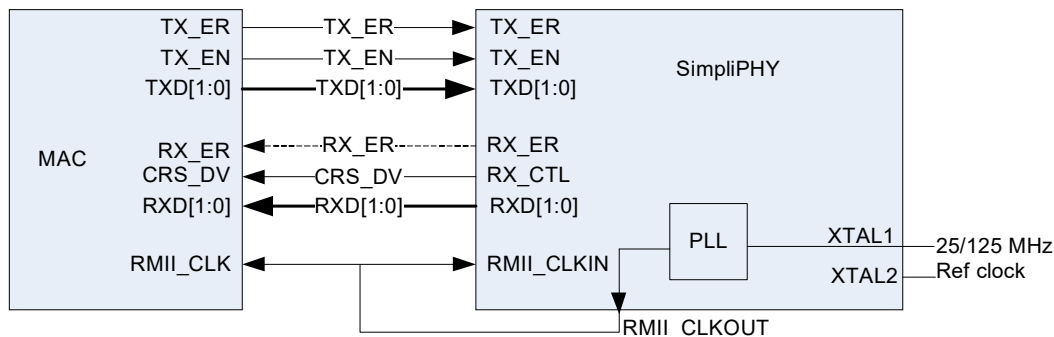 TX_ER TX_ER TX_ER
TX_EN TX_EN TX_EN
SimpliPHY
TXD[1:0] TXD[1:0] TXD[1:0]
RX_ER RX_ER RX_ER
MAC
CRS_DV CRS_DV RX_CTL
RXD[1:0] RXD[1:0] RXD[1:0]
PLL
XTAL1
25/125 MHz
RMII_CLK RMII_CLKIN
XTAL2
Ref clock
RMII_CLKOUT